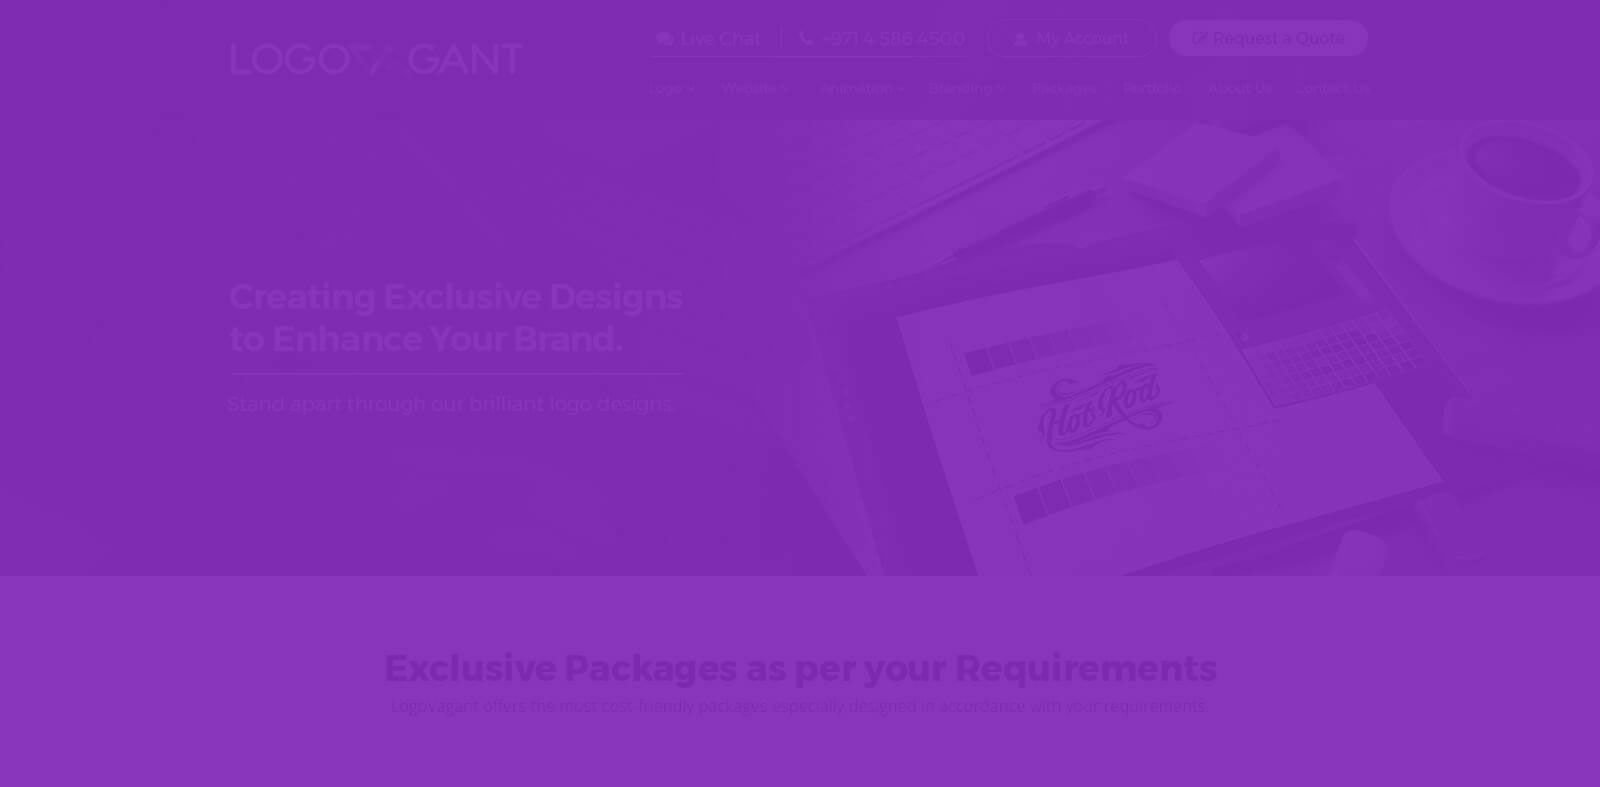 LOGOVAGANT
Live Chat
+971 4 586 4500
My Account
Request a Quote
Logo
Website
Animation
Branding
Packages
Portfolio
About Us
Contact Us
Creating Exclusive Designs
to Enhance Your Brand.
Stand apart through our brilliant logo designs.
Hot Rod
Exclusive Packages as per your Requirements
Logovagant offers the most cost-friendly packages especially designed in accordance with your requirements.